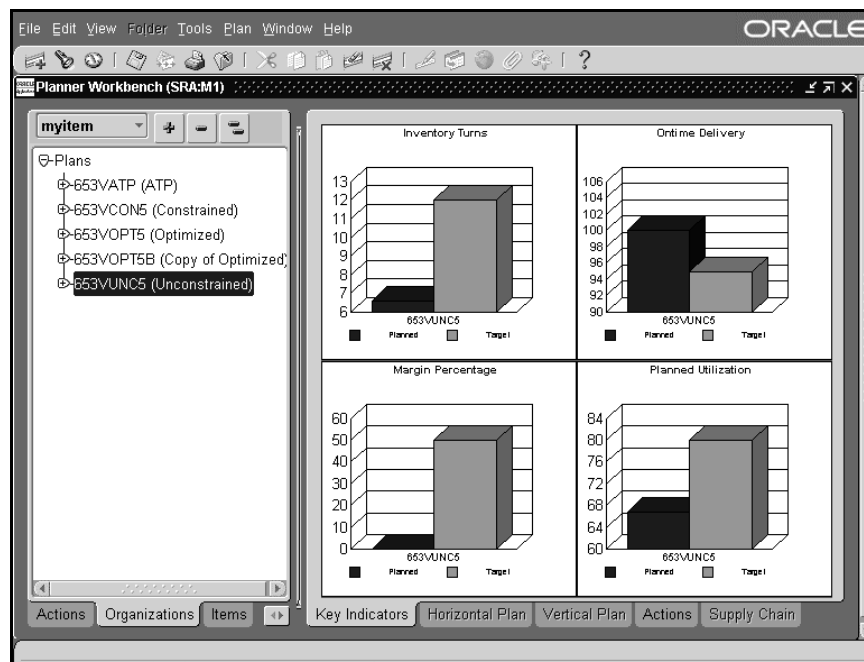 File Edit View Folder Tools Plan Window Help ORACLE
Planner Workbench (SRA:M1)
myitem
Plans
653VATP (ATP)
653VCON5 (Constrained)
653VOPT5 (Optimized)
653VOPT5B (Copy of Optimized)
653VUNC5 (Unconstrained)
Actions Organizations Items
Inventory Turns
13
12
11
10
9
8
7
6
653VUNC5
Planned Target
Ontime Delivery
106
104
102
100
98
96
94
92
90
653VUNC5
Planned Target
Margin Percentage
60
50
40
30
20
10
0
653VUNC5
Planned Target
Planned Utilization
84
80
76
72
68
64
60
653VUNC5
Planned Target
Key Indicators Horizontal Plan Vertical Plan Actions Supply Chain